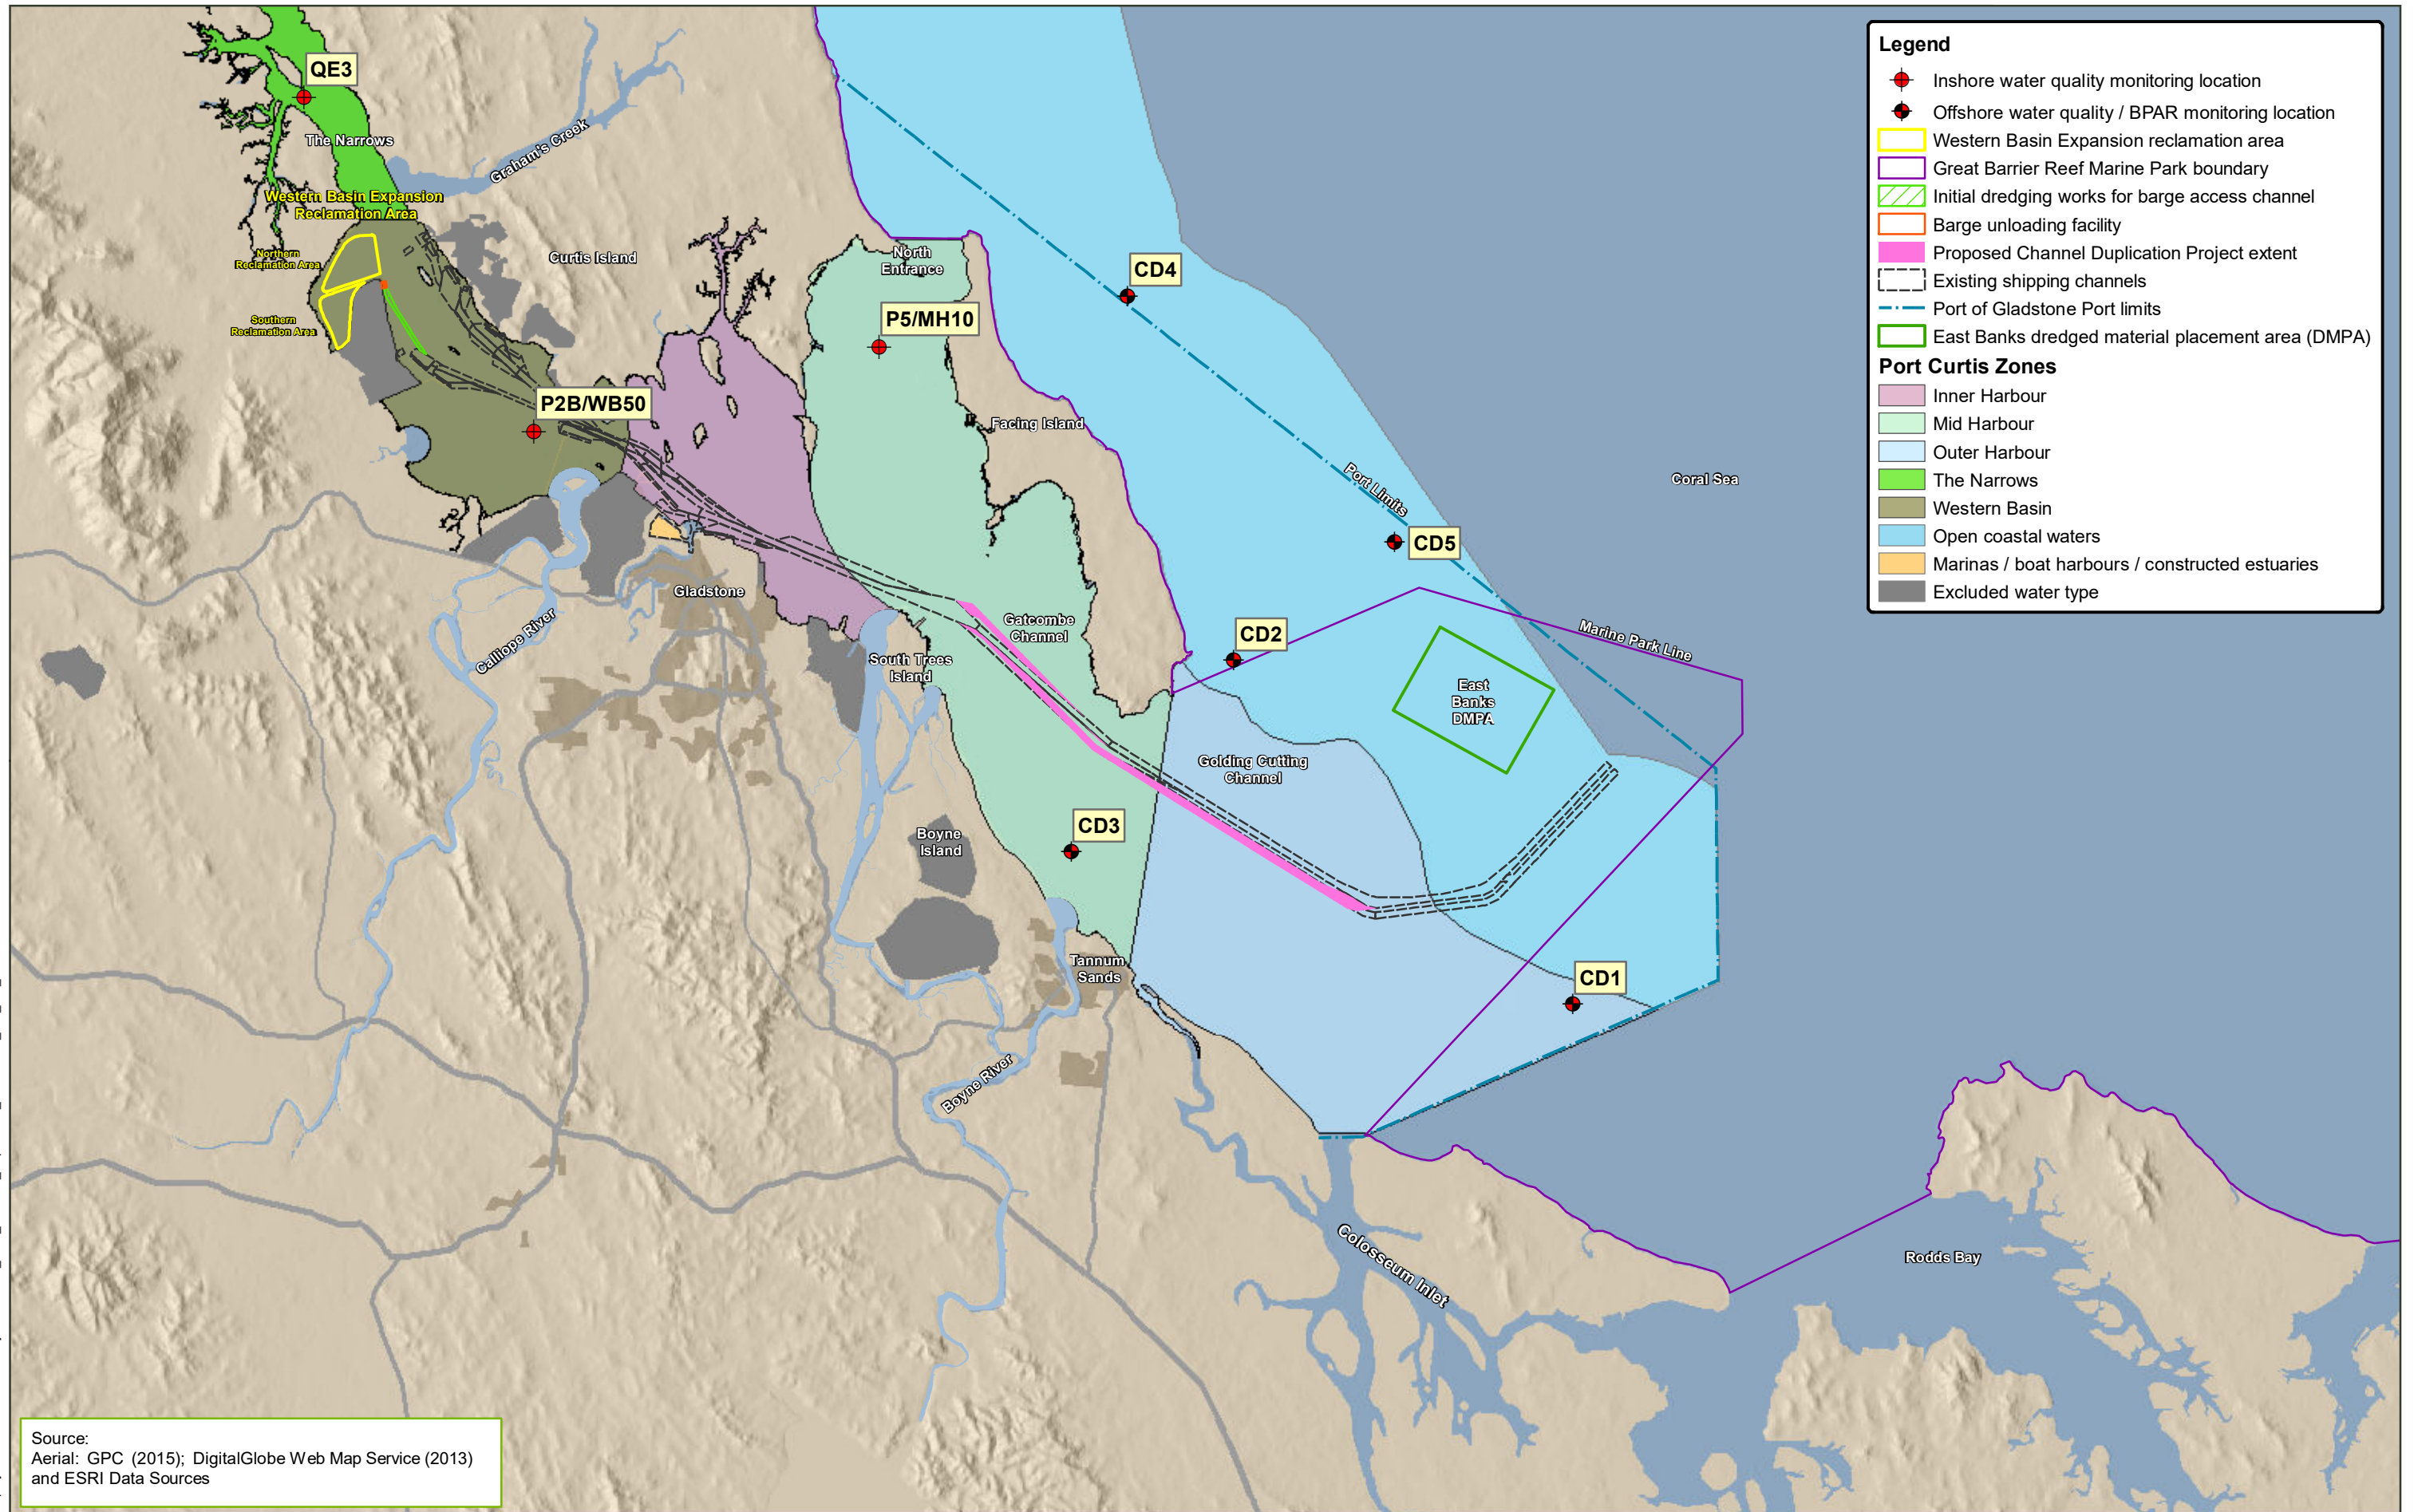 QE3
The Narrows
Graham's Creek
Western Basin Expansion
Reclamation Area
Northern
Reclamation Area
Southern
Reclamation Area
Curtis Island
North
Entrance
P5/MH10
CD4
P2B/WB50
Facing Island
Port Limits
Coral Sea
CD5
Gladstone
Calliope River
Gatcombe
Channel
CD2
Marine Park Line
South Trees
Island
East
Banks
DMPA
Golding Cutting
Channel
CD3
Boyne
Island
Tannum
Sands
CD1
Boyne River
Colosseum Inlet
Rodds Bay
Legend
Inshore water quality monitoring location
Offshore water quality / BPAR monitoring location
Western Basin Expansion reclamation area
Great Barrier Reef Marine Park boundary
Initial dredging works for barge access channel
Barge unloading facility
Proposed Channel Duplication Project extent
Existing shipping channels
Port of Gladstone Port limits
East Banks dredged material placement area (DMPA)
Port Curtis Zones
Inner Harbour
Mid Harbour
Outer Harbour
The Narrows
Western Basin
Open coastal waters
Marinas / boat harbours / constructed estuaries
Excluded water type
Source:
Aerial: GPC (2015); DigitalGlobe Web Map Service (2013)
and ESRI Data Sources